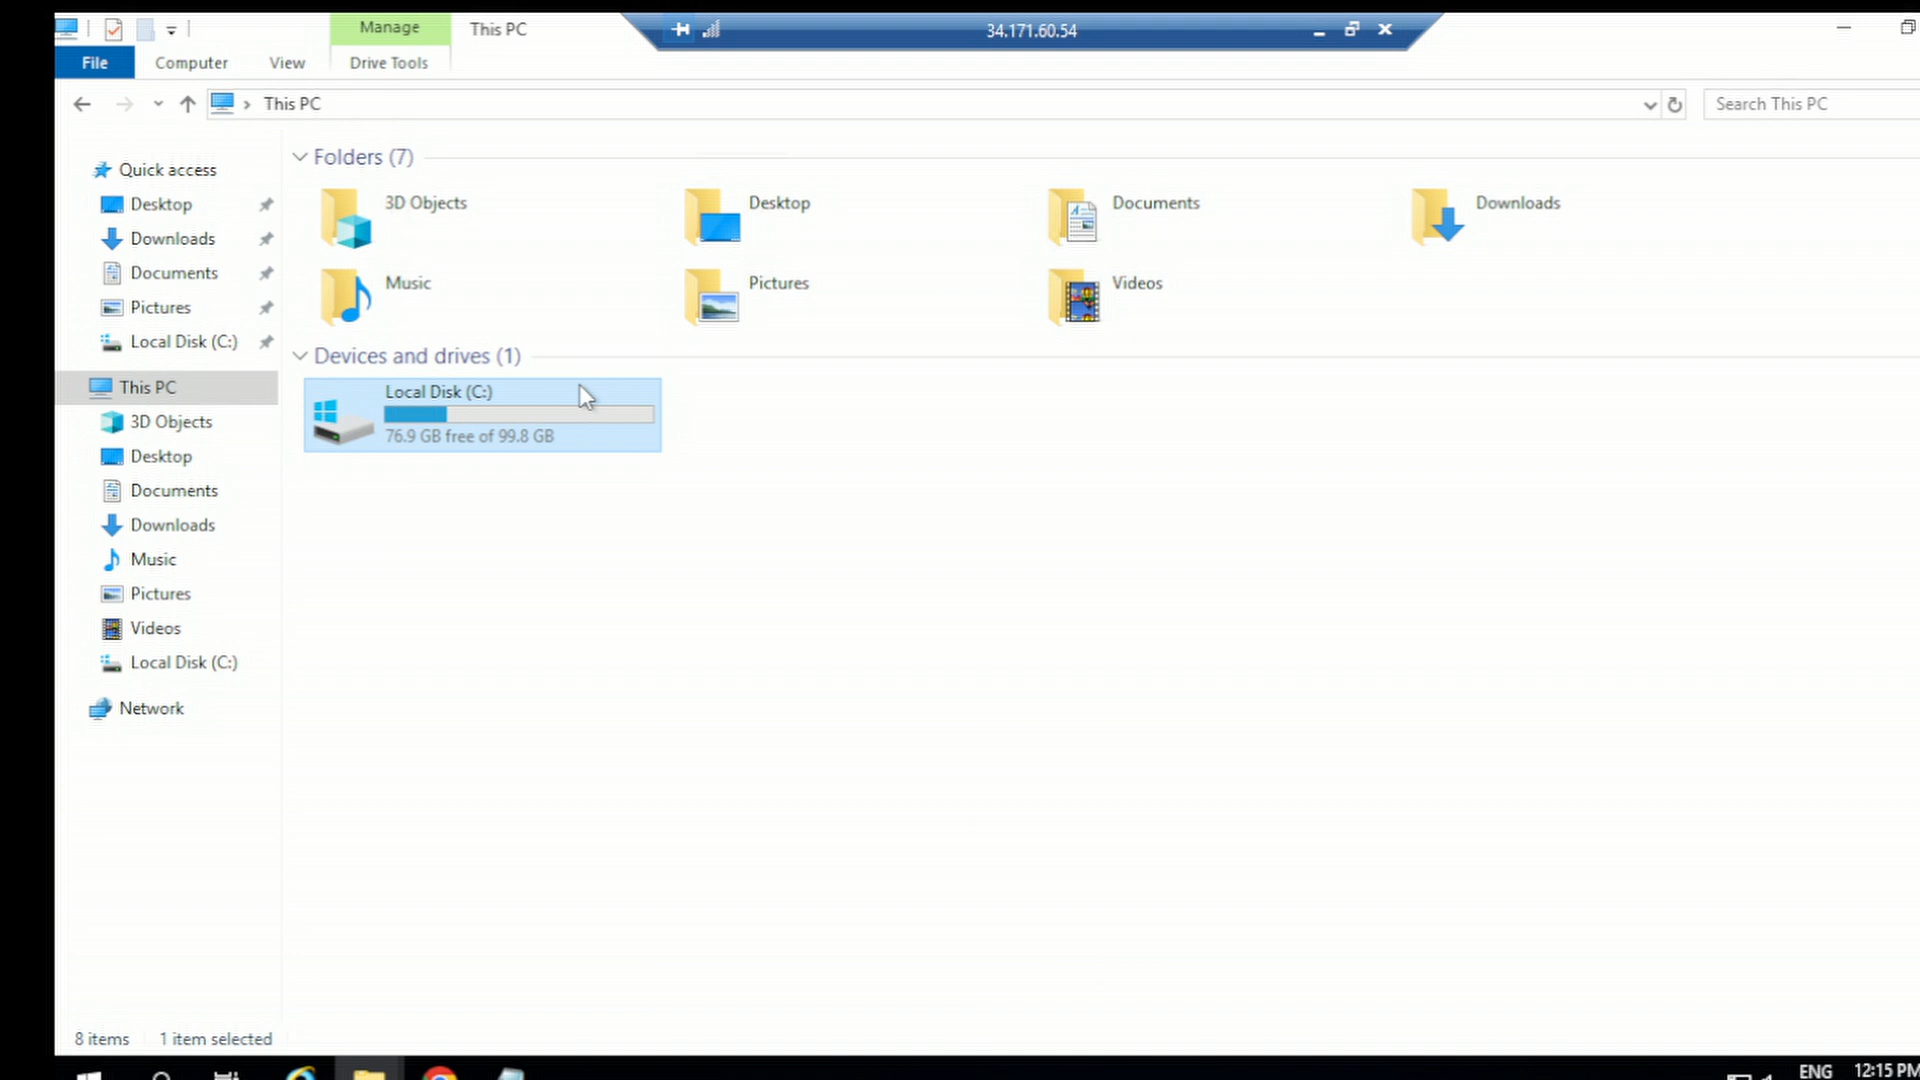 Manage
This PC
34.171.60.54
File
Computer
View
Drive Tools
This PC
Search This PC
Quick access
Desktop
Downloads
Documents
Pictures
Local Disk (C:)
This PC
3D Objects
Desktop
Documents
Downloads
Music
Pictures
Videos
Local Disk (C:)
Network
Folders (7)
3D Objects
Desktop
Documents
Downloads
Music
Pictures
Videos
Devices and drives (1)
Local Disk (C:)
76.9 GB free of 99.8 GB
8 items
1 item selected
ENG
12:15 PM